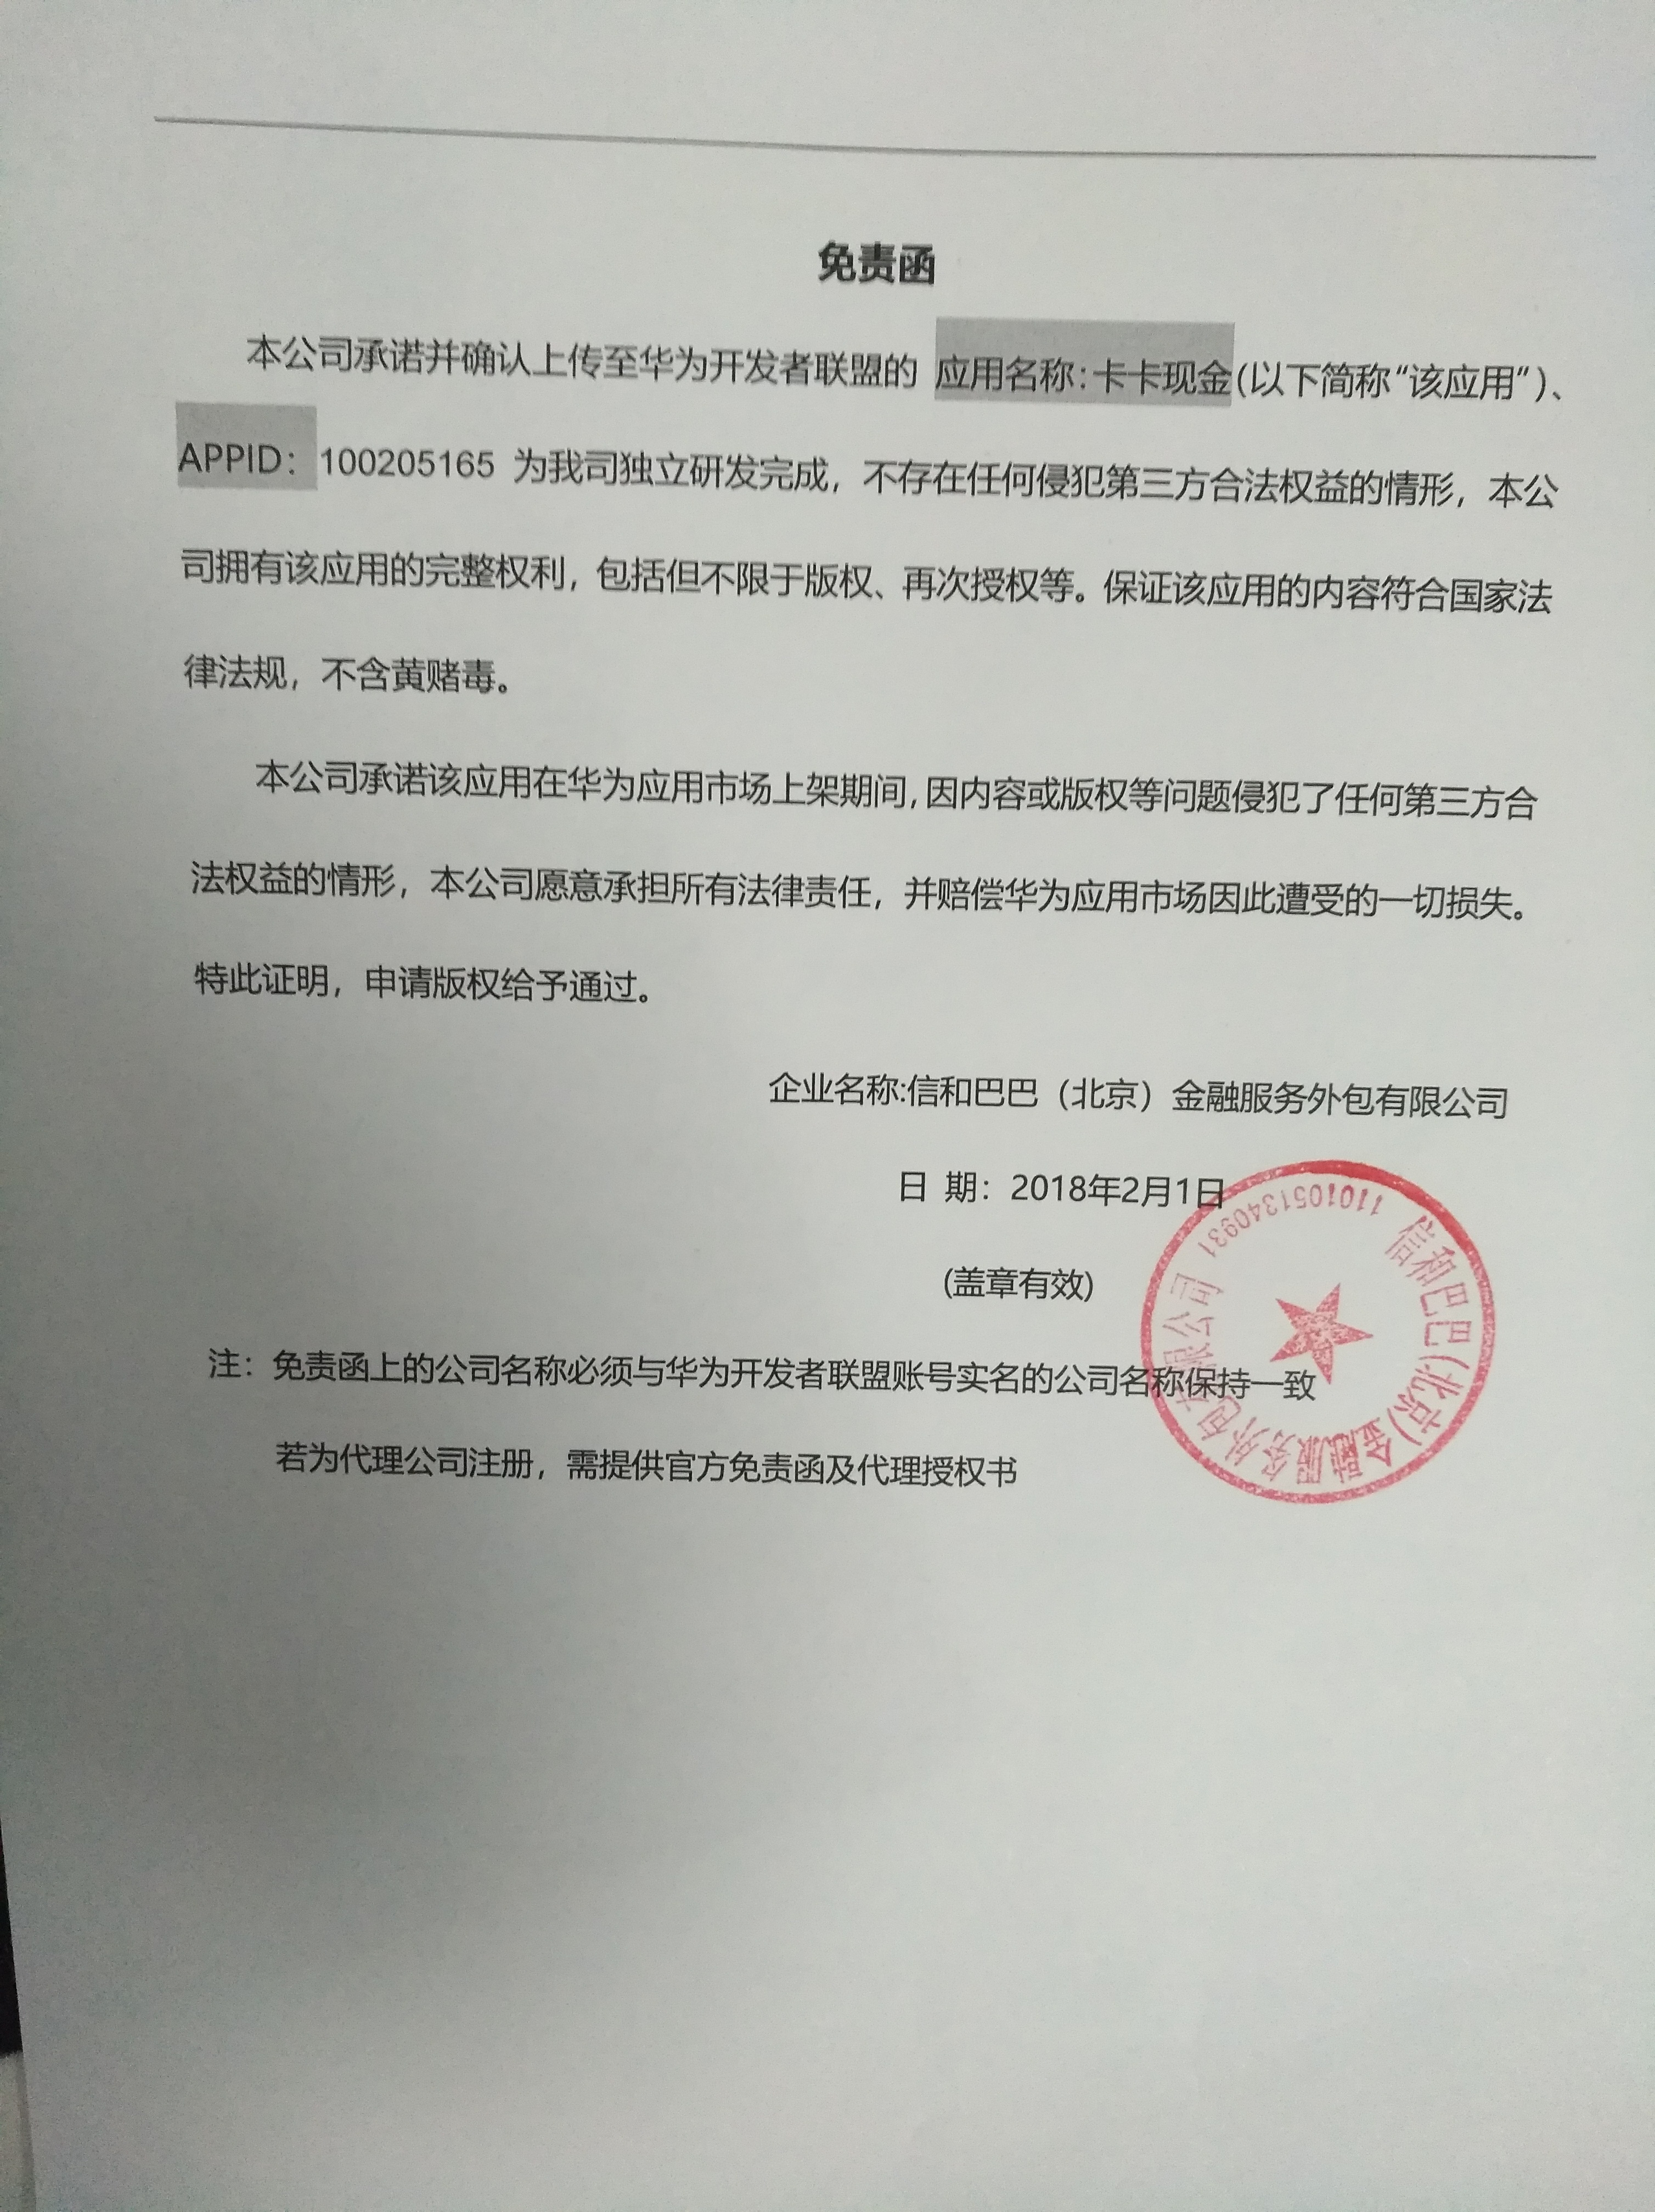 免责函
本公司承诺并确认上传至华为开发者联盟的 应用名称：卡卡现金(以下简称“该应用”)、
APPID：100205165 为我司独立研发完成，不存在任何侵犯第三方合法权益的情形，本公
司拥有该应用的完整权利，包括但不限于版权、再次授权等。保证该应用的内容符合国家法
律法规，不含黄赌毒。
本公司承诺该应用在华为应用市场上架期间，因内容或版权等问题侵犯了任何第三方合
法权益的情形，本公司愿意承担所有法律责任，并赔偿华为应用市场因此遭受的一切损失。
特此证明，申请版权给予通过。
企业名称:信和巴巴（北京）金融服务外包有限公司
日 期：2018年2月1日
(盖章有效)
注：免责函上的公司名称必须与华为开发者联盟账号实名的公司名称保持一致
若为代理公司注册，需提供官方免责函及代理授权书
信和巴巴(北京)金融服务外包有限公司
1101051340931